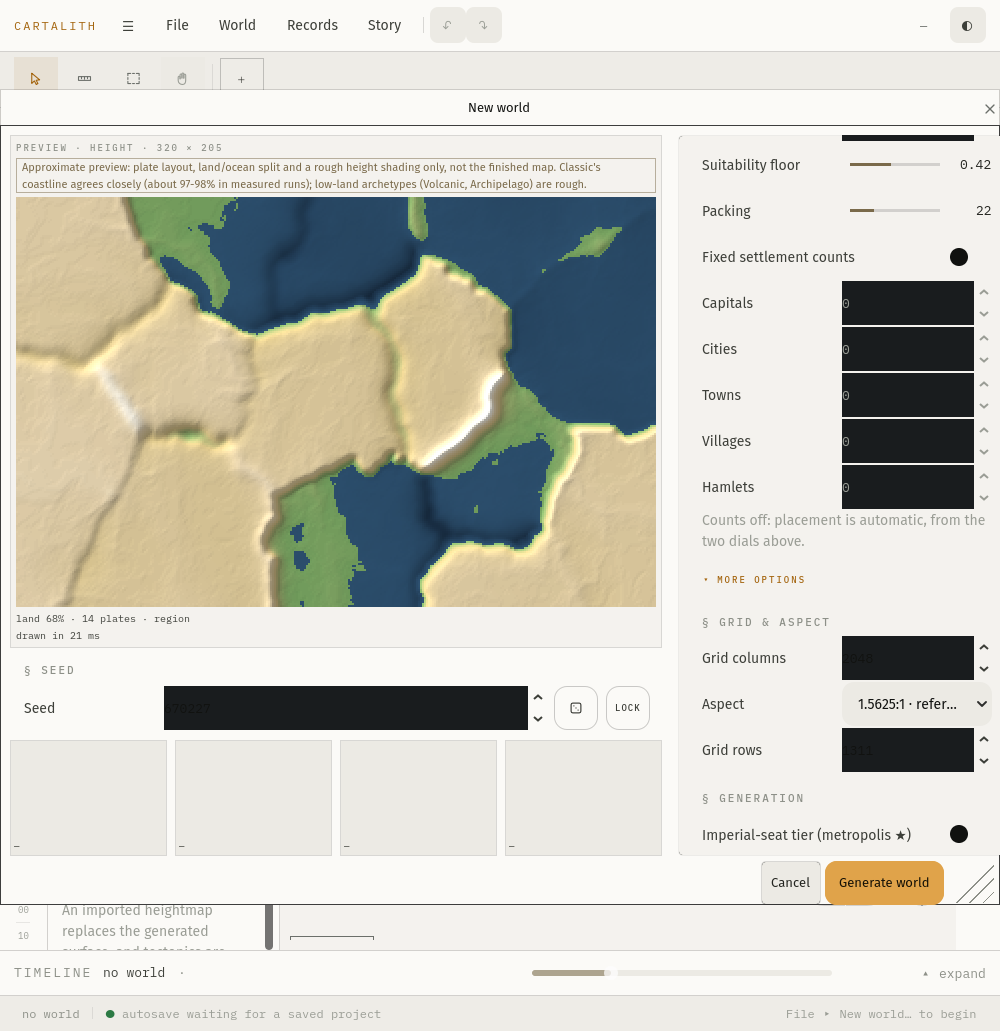 CARTALITH ☰ File World Records Story –
+
New world ×
PREVIEW · HEIGHT · 320 × 205
Approximate preview: plate layout, land/ocean split and a rough height shading only, not the finished map. Classic's
coastline agrees closely (about 97-98% in measured runs); low-land archetypes (Volcanic, Archipelago) are rough.
land 68% · 14 plates · region
drawn in 21 ms
§ SEED
Seed
LOCK
–
–
–
–
Suitability floor 0.42
Packing 22
Fixed settlement counts
Capitals 0
Cities 0
Towns 0
Villages 0
Hamlets 0
Counts off: placement is automatic, from the
two dials above.
MORE OPTIONS
§ GRID & ASPECT
Grid columns
Aspect 1.5625:1 · refer…
Grid rows
§ GENERATION
Imperial-seat tier (metropolis ★)
Cancel Generate world
00
10
An imported heightmap
replaces the generated
TIMELINE no world · ▴ expand
no world ● autosave waiting for a saved project File ▸ New world… to begin